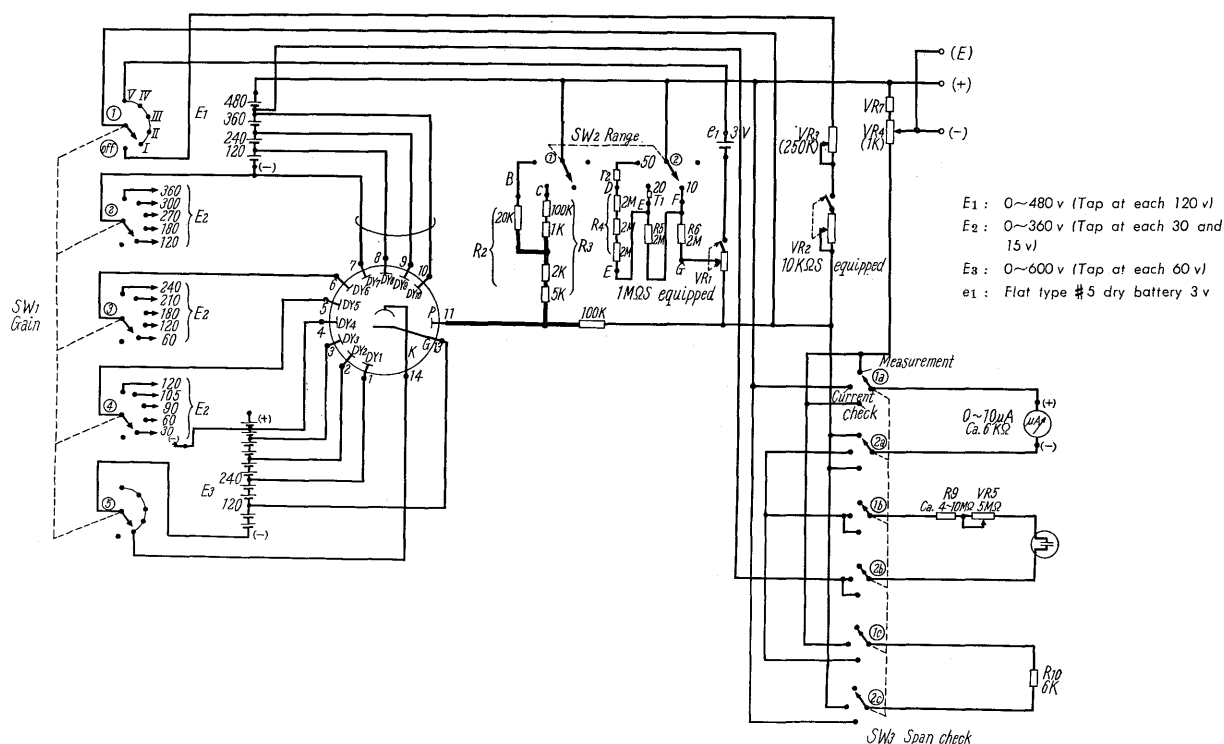 (E)
(+)
(−)
VR7
VR4
(1K)
VR3
(250K)
VR2
10KΩS equipped
e1 3V
E1
480
360
240
120
(−)
V IV
III
II
I
①
off
②
360
300
270
180
120
E2
③
240
210
180
120
60
E2
④
120
105
90
60
30
(−)
E2
⑤
SW1
Gain
(+)
240
E3
120
(−)
7
8
9
10
6
5
4
3
2
1
14
13
11
DY6
DY7
DY8
DY9
DY10
DY5
DY4
DY3
DY2
DY1
P
G
K
SW2 Range
①
②
B
C
20K
100K
1K
R2
R3
2K
5K
100K
50
r2
D
2M
R4
2M
2M
E
20
E
T1
R5
2M
10
F
R6
2M
G
VR1
1MΩS equipped
E1 : 0~480 v (Tap at each 120 v)
E2 : 0~360 v (Tap at each 30 and
15 v)
E3 : 0~600 v (Tap at each 60 v)
e1 : Flat type #5 dry battery 3 v
Measurement
1a
Current
check
(+)
0~10μA
Ca. 6KΩ
μA
(−)
2a
1b
R9
Ca. 4~10MΩ
VR5
5MΩ
2b
1c
R10
6K
2c
SW3 Span check